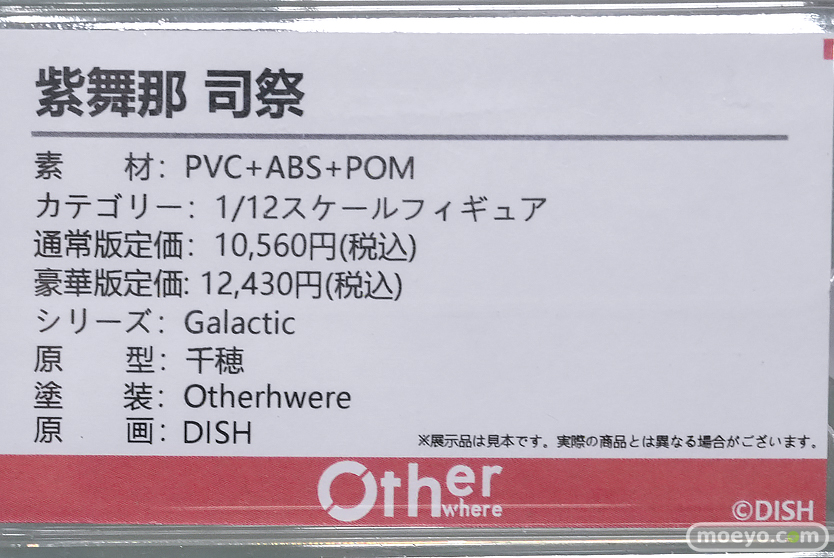 紫舞那 司祭
素　　材：PVC+ABS+POM
カテゴリー：1/12スケールフィギュア
通常版定価：10,560円(税込)
豪華版定価: 12,430円(税込)
シリーズ：Galactic
原　　型：千穂
塗　　装：Otherhwere
原　　画：DISH
※展示品は見本です。実際の商品とは異なる場合がございます。
Other
where
©DISH
moeyo.com